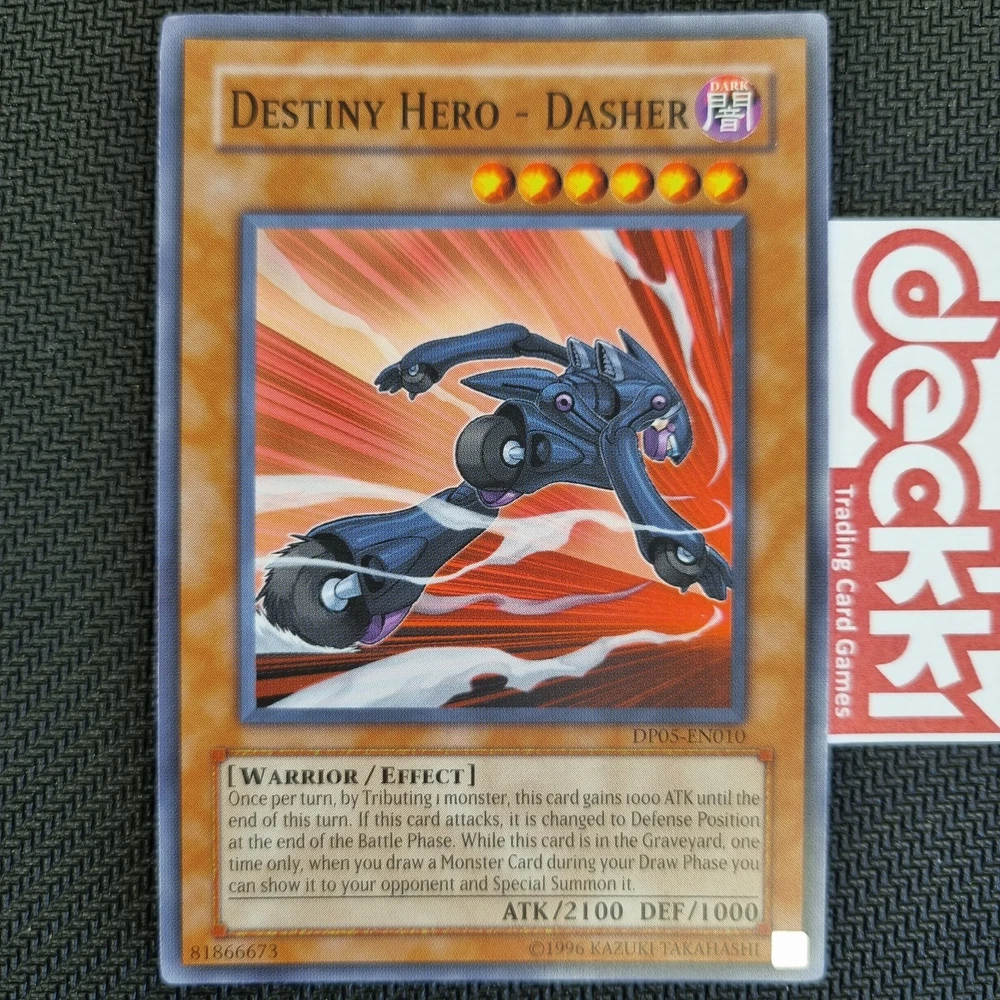 DESTINY HERO - DASHER
DARK
闇
DP05-EN010
[WARRIOR/EFFECT]
Once per turn, by Tributing 1 monster, this card gains 1000 ATK until the
end of this turn. If this card attacks, it is changed to Defense Position
at the end of the Battle Phase. While this card is in the Graveyard, one
time only, when you draw a Monster Card during your Draw Phase you
can show it to your opponent and Special Summon it.
ATK/2100 DEF/1000
81866673
©1996 KAZUKI TAKAHASHI
deckki
Trading Card Games